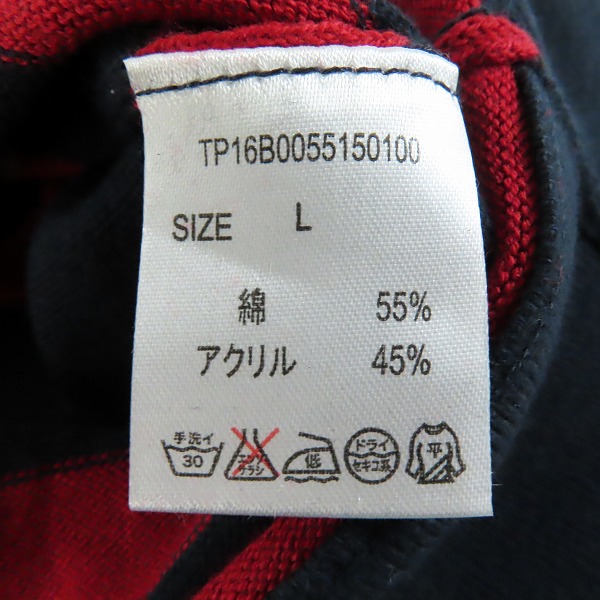 TP16B0055150100
SIZE L
綿 55%
アクリル 45%
手洗イ 30 エンソサラシ 低 ドライ セキユ系 平